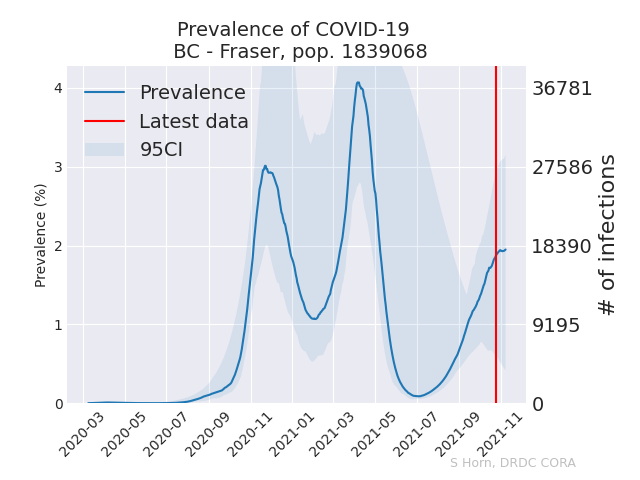 Prevalence of COVID-19
BC - Fraser, pop. 1839068
Prevalence
Latest data
95CI
Prevalence (%)
4
3
2
1
0
36781
27586
18390
9195
0
# of infections
2020-03
2020-05
2020-07
2020-09
2020-11
2021-01
2021-03
2021-05
2021-07
2021-09
2021-11
S Horn, DRDC CORA